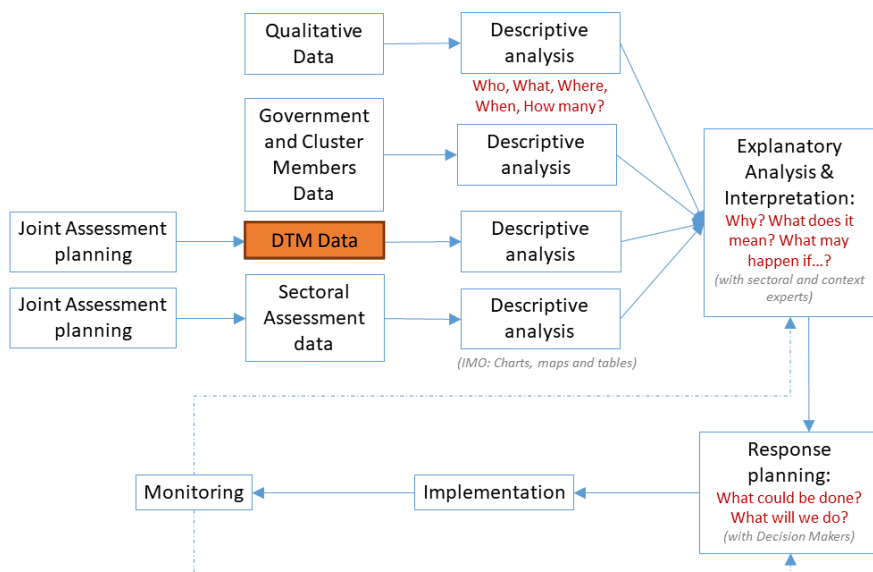 Qualitative
Data
Descriptive
analysis
Who, What, Where,
When, How many?
Government
and Cluster
Members
Data
Descriptive
analysis
Explanatory
Analysis &
Interpretation:
Why? What does it
mean? What may
happen if...?
(with sectoral and context
experts)
Joint Assessment
planning
DTM Data
Descriptive
analysis
Joint Assessment
planning
Sectoral
Assessment
data
Descriptive
analysis
(IMO: Charts, maps and tables)
Monitoring
Implementation
Response
planning:
What could be done?
What will we do?
(with Decision Makers)